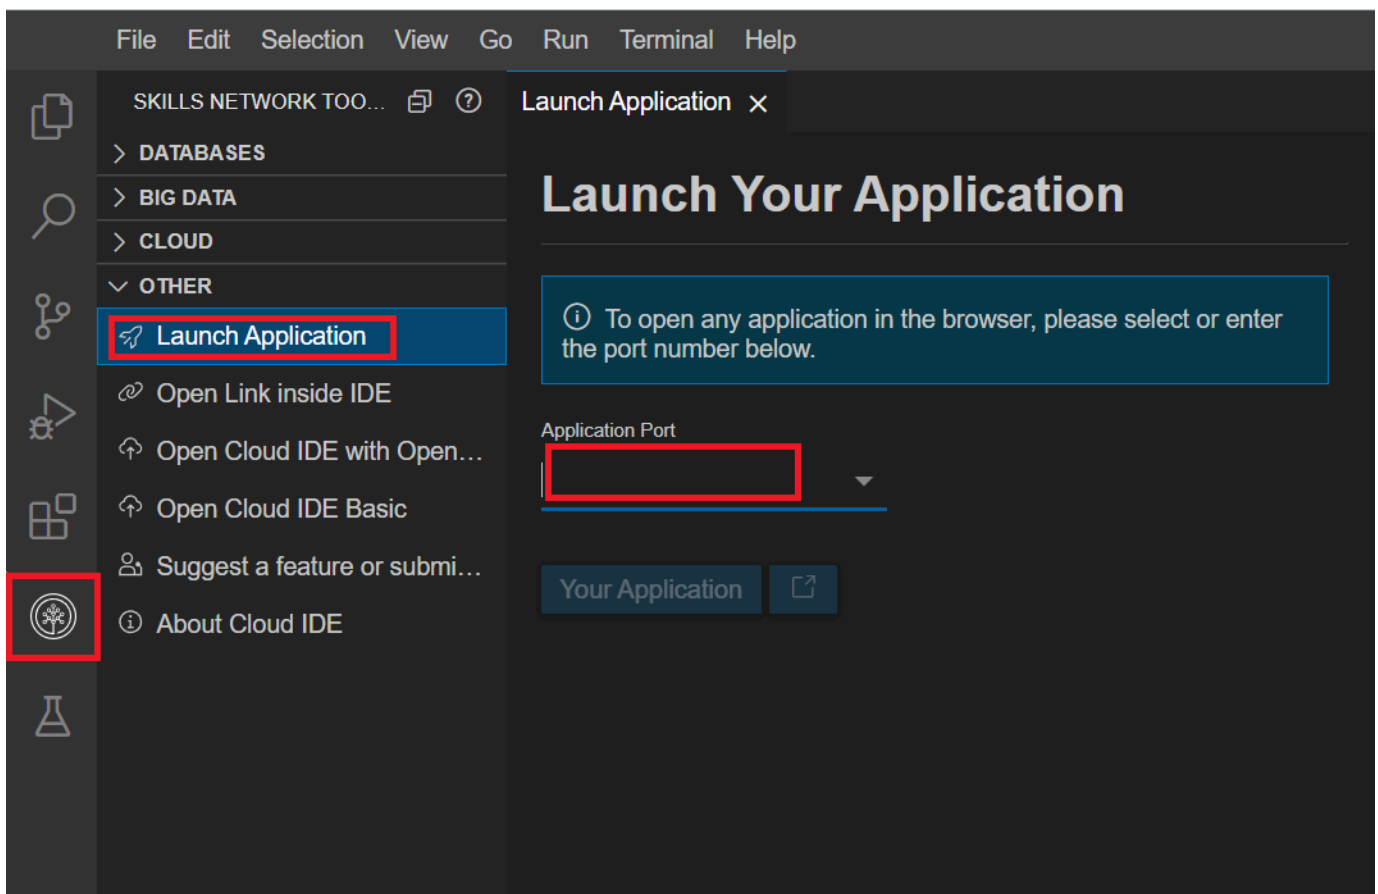 File Edit Selection View Go Run Terminal Help
SKILLS NETWORK TOO...
Launch Application
DATABASES
BIG DATA
CLOUD
OTHER
Launch Application
Open Link inside IDE
Open Cloud IDE with Open...
Open Cloud IDE Basic
Suggest a feature or submi...
About Cloud IDE
Launch Your Application
To open any application in the browser, please select or enter
the port number below.
Application Port
Your Application